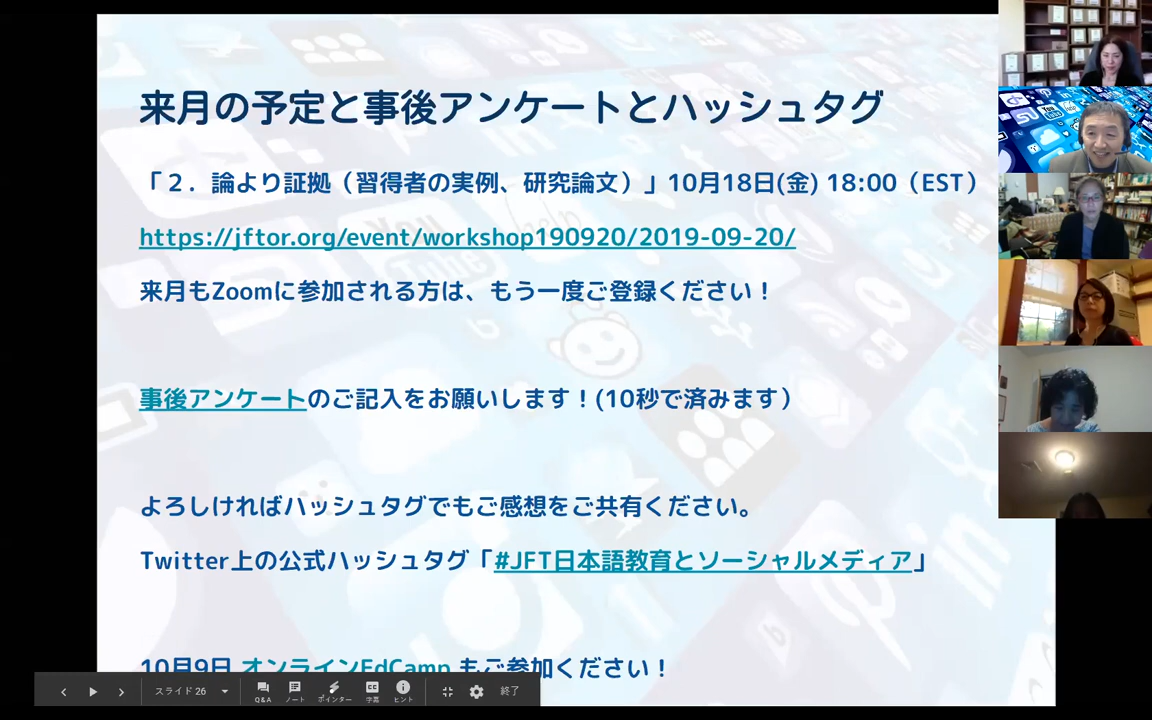 来月の予定と事後アンケートとハッシュタグ
「２．論より証拠（習得者の実例、研究論文）」10月18日(金) 18:00（EST）
https://jftor.org/event/workshop190920/2019-09-20/
来月もZoomに参加される方は、もう一度ご登録ください！
事後アンケートのご記入をお願いします！(10秒で済みます）
よろしければハッシュタグでもご感想をご共有ください。
Twitter上の公式ハッシュタグ「#JFT日本語教育とソーシャルメディア」
10月9日 オンラインEdCamp もご参加ください！
スライド 26
Q&A ノート ポインター 字幕 ヒント 終了